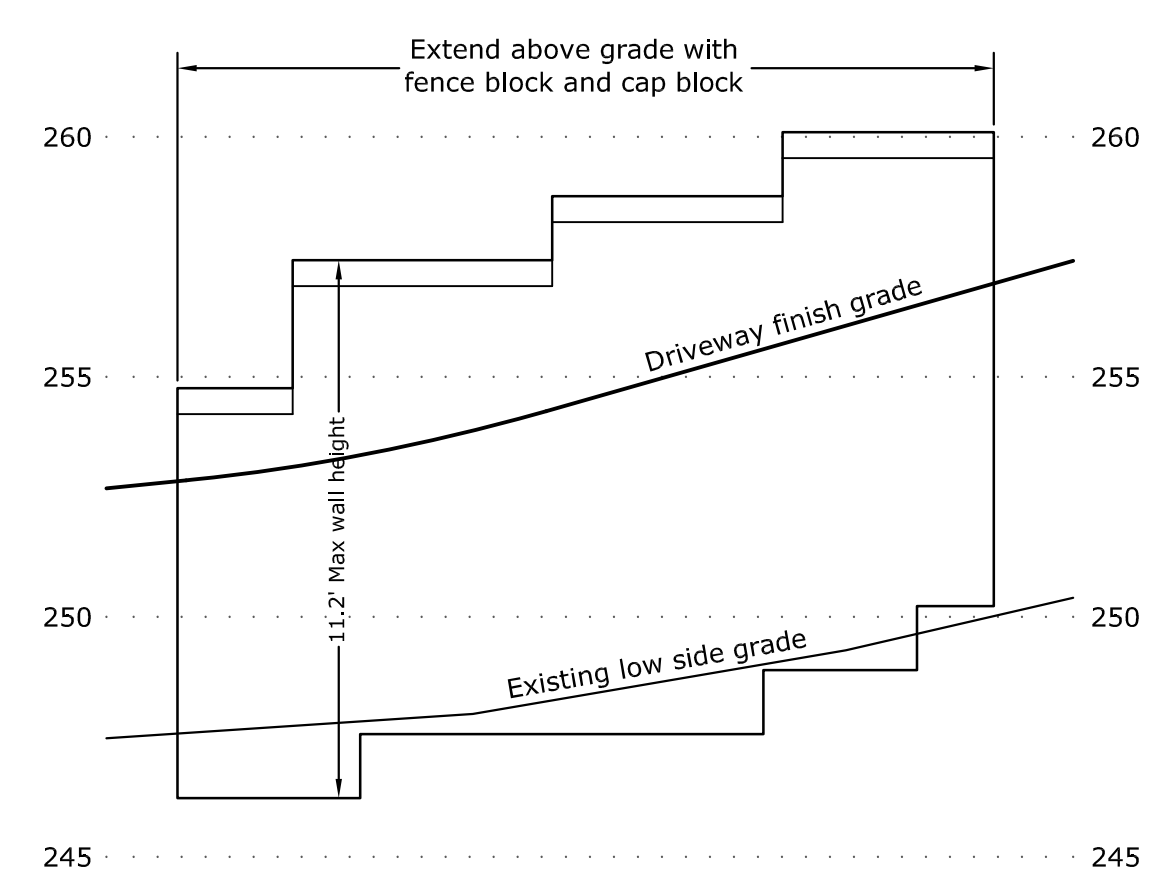 Extend above grade with
fence block and cap block
260
260
Driveway finish grade
255
255
11.2' Max wall height
250
250
Existing low side grade
245
245